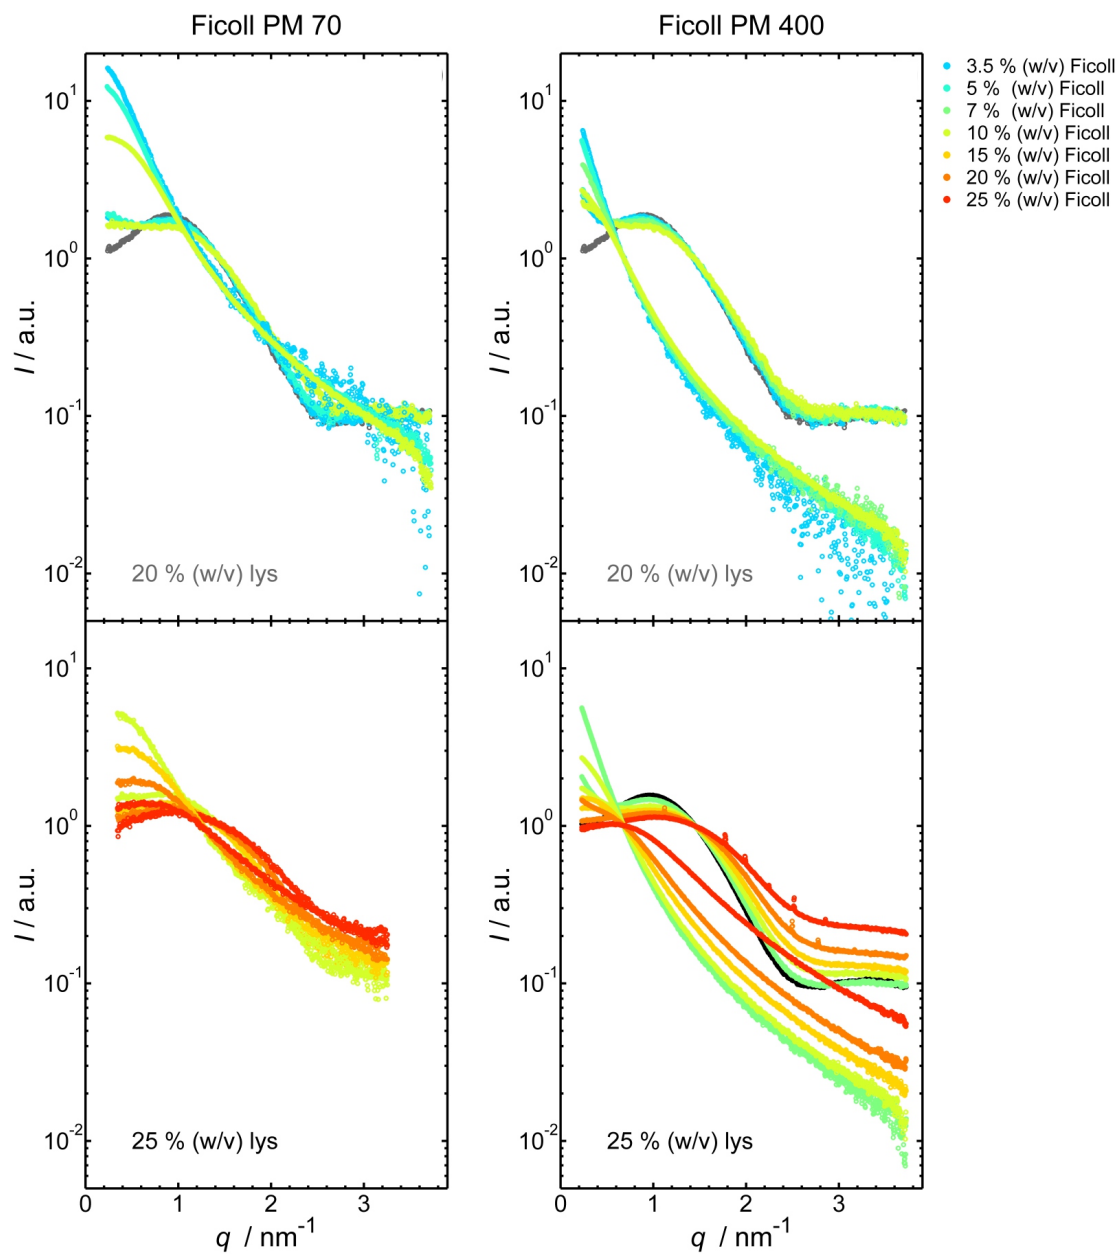 Ficoll PM 70
Ficoll PM 400
3.5 % (w/v) Ficoll
5 % (w/v) Ficoll
7 % (w/v) Ficoll
10 % (w/v) Ficoll
15 % (w/v) Ficoll
20 % (w/v) Ficoll
25 % (w/v) Ficoll
10¹
10⁰
10⁻¹
10⁻²
I / a.u.
20 % (w/v) lys
10¹
10⁰
10⁻¹
10⁻²
I / a.u.
20 % (w/v) lys
10¹
10⁰
10⁻¹
10⁻²
I / a.u.
25 % (w/v) lys
0 1 2 3
q / nm⁻¹
10¹
10⁰
10⁻¹
10⁻²
I / a.u.
25 % (w/v) lys
0 1 2 3
q / nm⁻¹